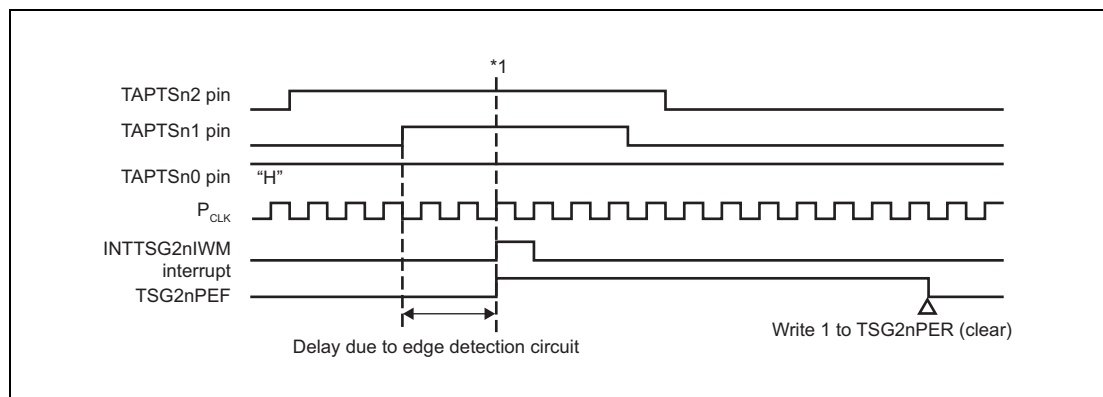 *1
TAPTSn2 pin
TAPTSn1 pin
TAPTSn0 pin
“H”
PCLK
INTTSG2nIWM
interrupt
TSG2nPEF
Delay due to edge detection circuit
Write 1 to TSG2nPER (clear)